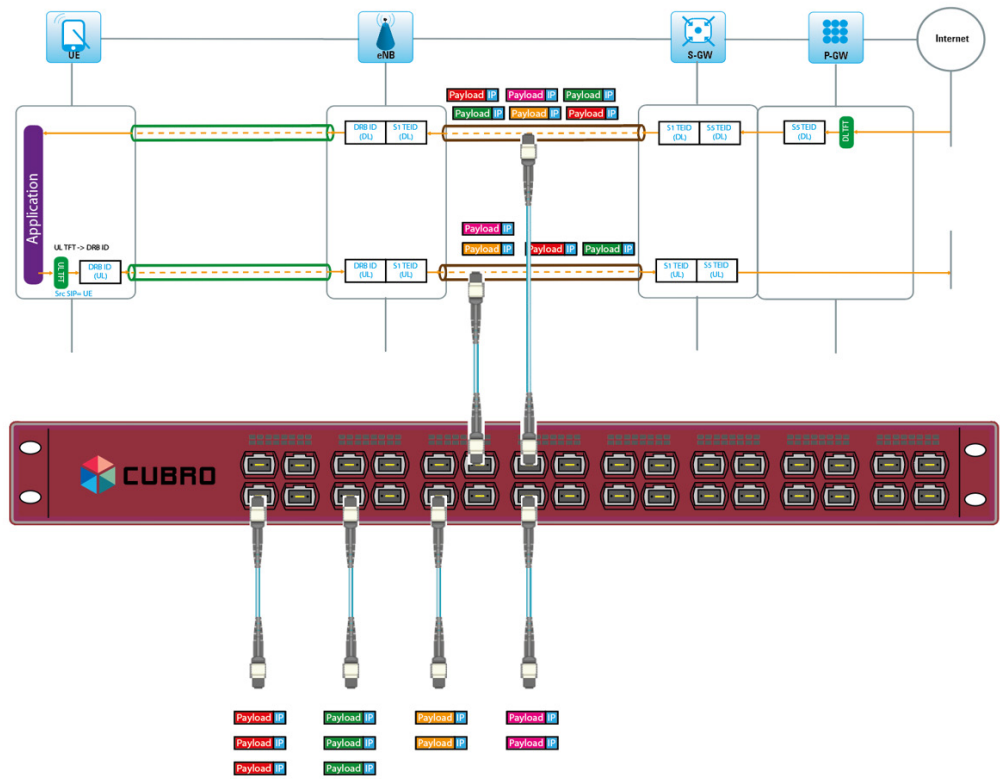 UE
eNB
S-GW
P-GW
Internet
Payload IP Payload IP Payload IP
Payload IP Payload IP Payload IP
DRB ID (DL)
S1 TEID (DL)
S1 TEID (DL)
S5 TEID (DL)
S5 TEID (DL)
DL TFT
Application
Payload IP
Payload IP Payload IP Payload IP
UL TFT -> DRB ID
UL TFT
DRB ID (UL)
DRB ID (UL)
S1 TEID (UL)
S1 TEID (UL)
S5 TEID (UL)
Src SIP= UE
CUBRO
Payload IP Payload IP Payload IP Payload IP
Payload IP Payload IP Payload IP Payload IP
Payload IP Payload IP